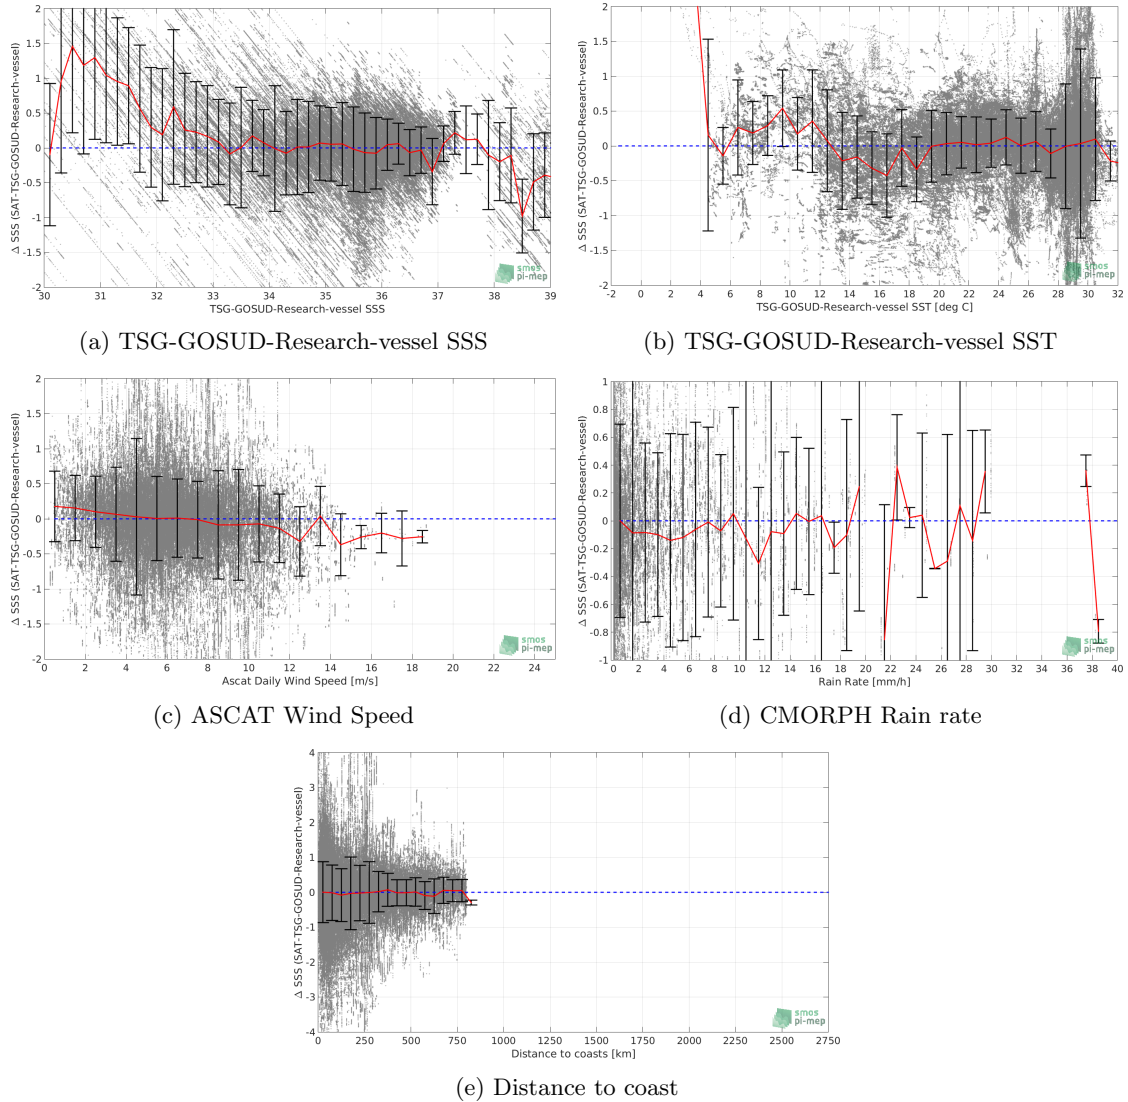 Δ SSS (SAT-TSG-GOSUD-Research-vessel)
2
1.5
1
0.5
0
-0.5
-1
-1.5
-2
30 31 32 33 34 35 36 37 38 39
TSG-GOSUD-Research-vessel SSS
smos
pi-mep
(a) TSG-GOSUD-Research-vessel SSS
Δ SSS (SAT-TSG-GOSUD-Research-vessel)
2
1.5
1
0.5
0
-0.5
-1
-1.5
-2
-2 0 2 4 6 8 10 12 14 16 18 20 22 24 26 28 30 32
TSG-GOSUD-Research-vessel SST [deg C]
smos
pi-mep
(b) TSG-GOSUD-Research-vessel SST
Δ SSS (SAT-TSG-GOSUD-Research-vessel)
2
1.5
1
0.5
0
-0.5
-1
-1.5
-2
0 2 4 6 8 10 12 14 16 18 20 22 24
Ascat Daily Wind Speed [m/s]
smos
pi-mep
(c) ASCAT Wind Speed
Δ SSS (SAT-TSG-GOSUD-Research-vessel)
1
0.8
0.6
0.4
0.2
0
-0.2
-0.4
-0.6
-0.8
-1
0 2 4 6 8 10 12 14 16 18 20 22 24 26 28 30 32 34 36 38 40
Rain Rate [mm/h]
smos
pi-mep
(d) CMORPH Rain rate
Δ SSS (SAT-TSG-GOSUD-Research-vessel)
4
3
2
1
0
-1
-2
-3
-4
0 250 500 750 1000 1250 1500 1750 2000 2250 2500 2750
Distance to coasts [km]
smos
pi-mep
(e) Distance to coast